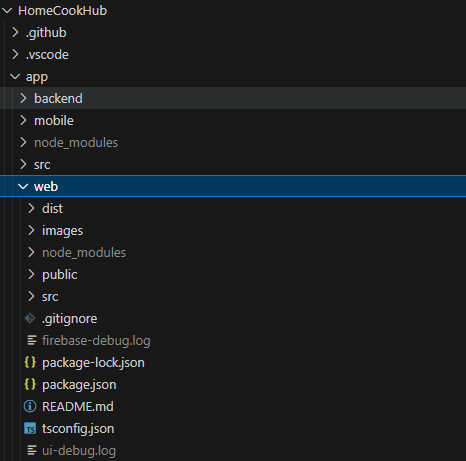 HomeCookHub
.github
.vscode
app
backend
mobile
node_modules
src
web
dist
images
node_modules
public
src
.gitignore
firebase-debug.log
package-lock.json
package.json
README.md
tsconfig.json
ui-debug.log